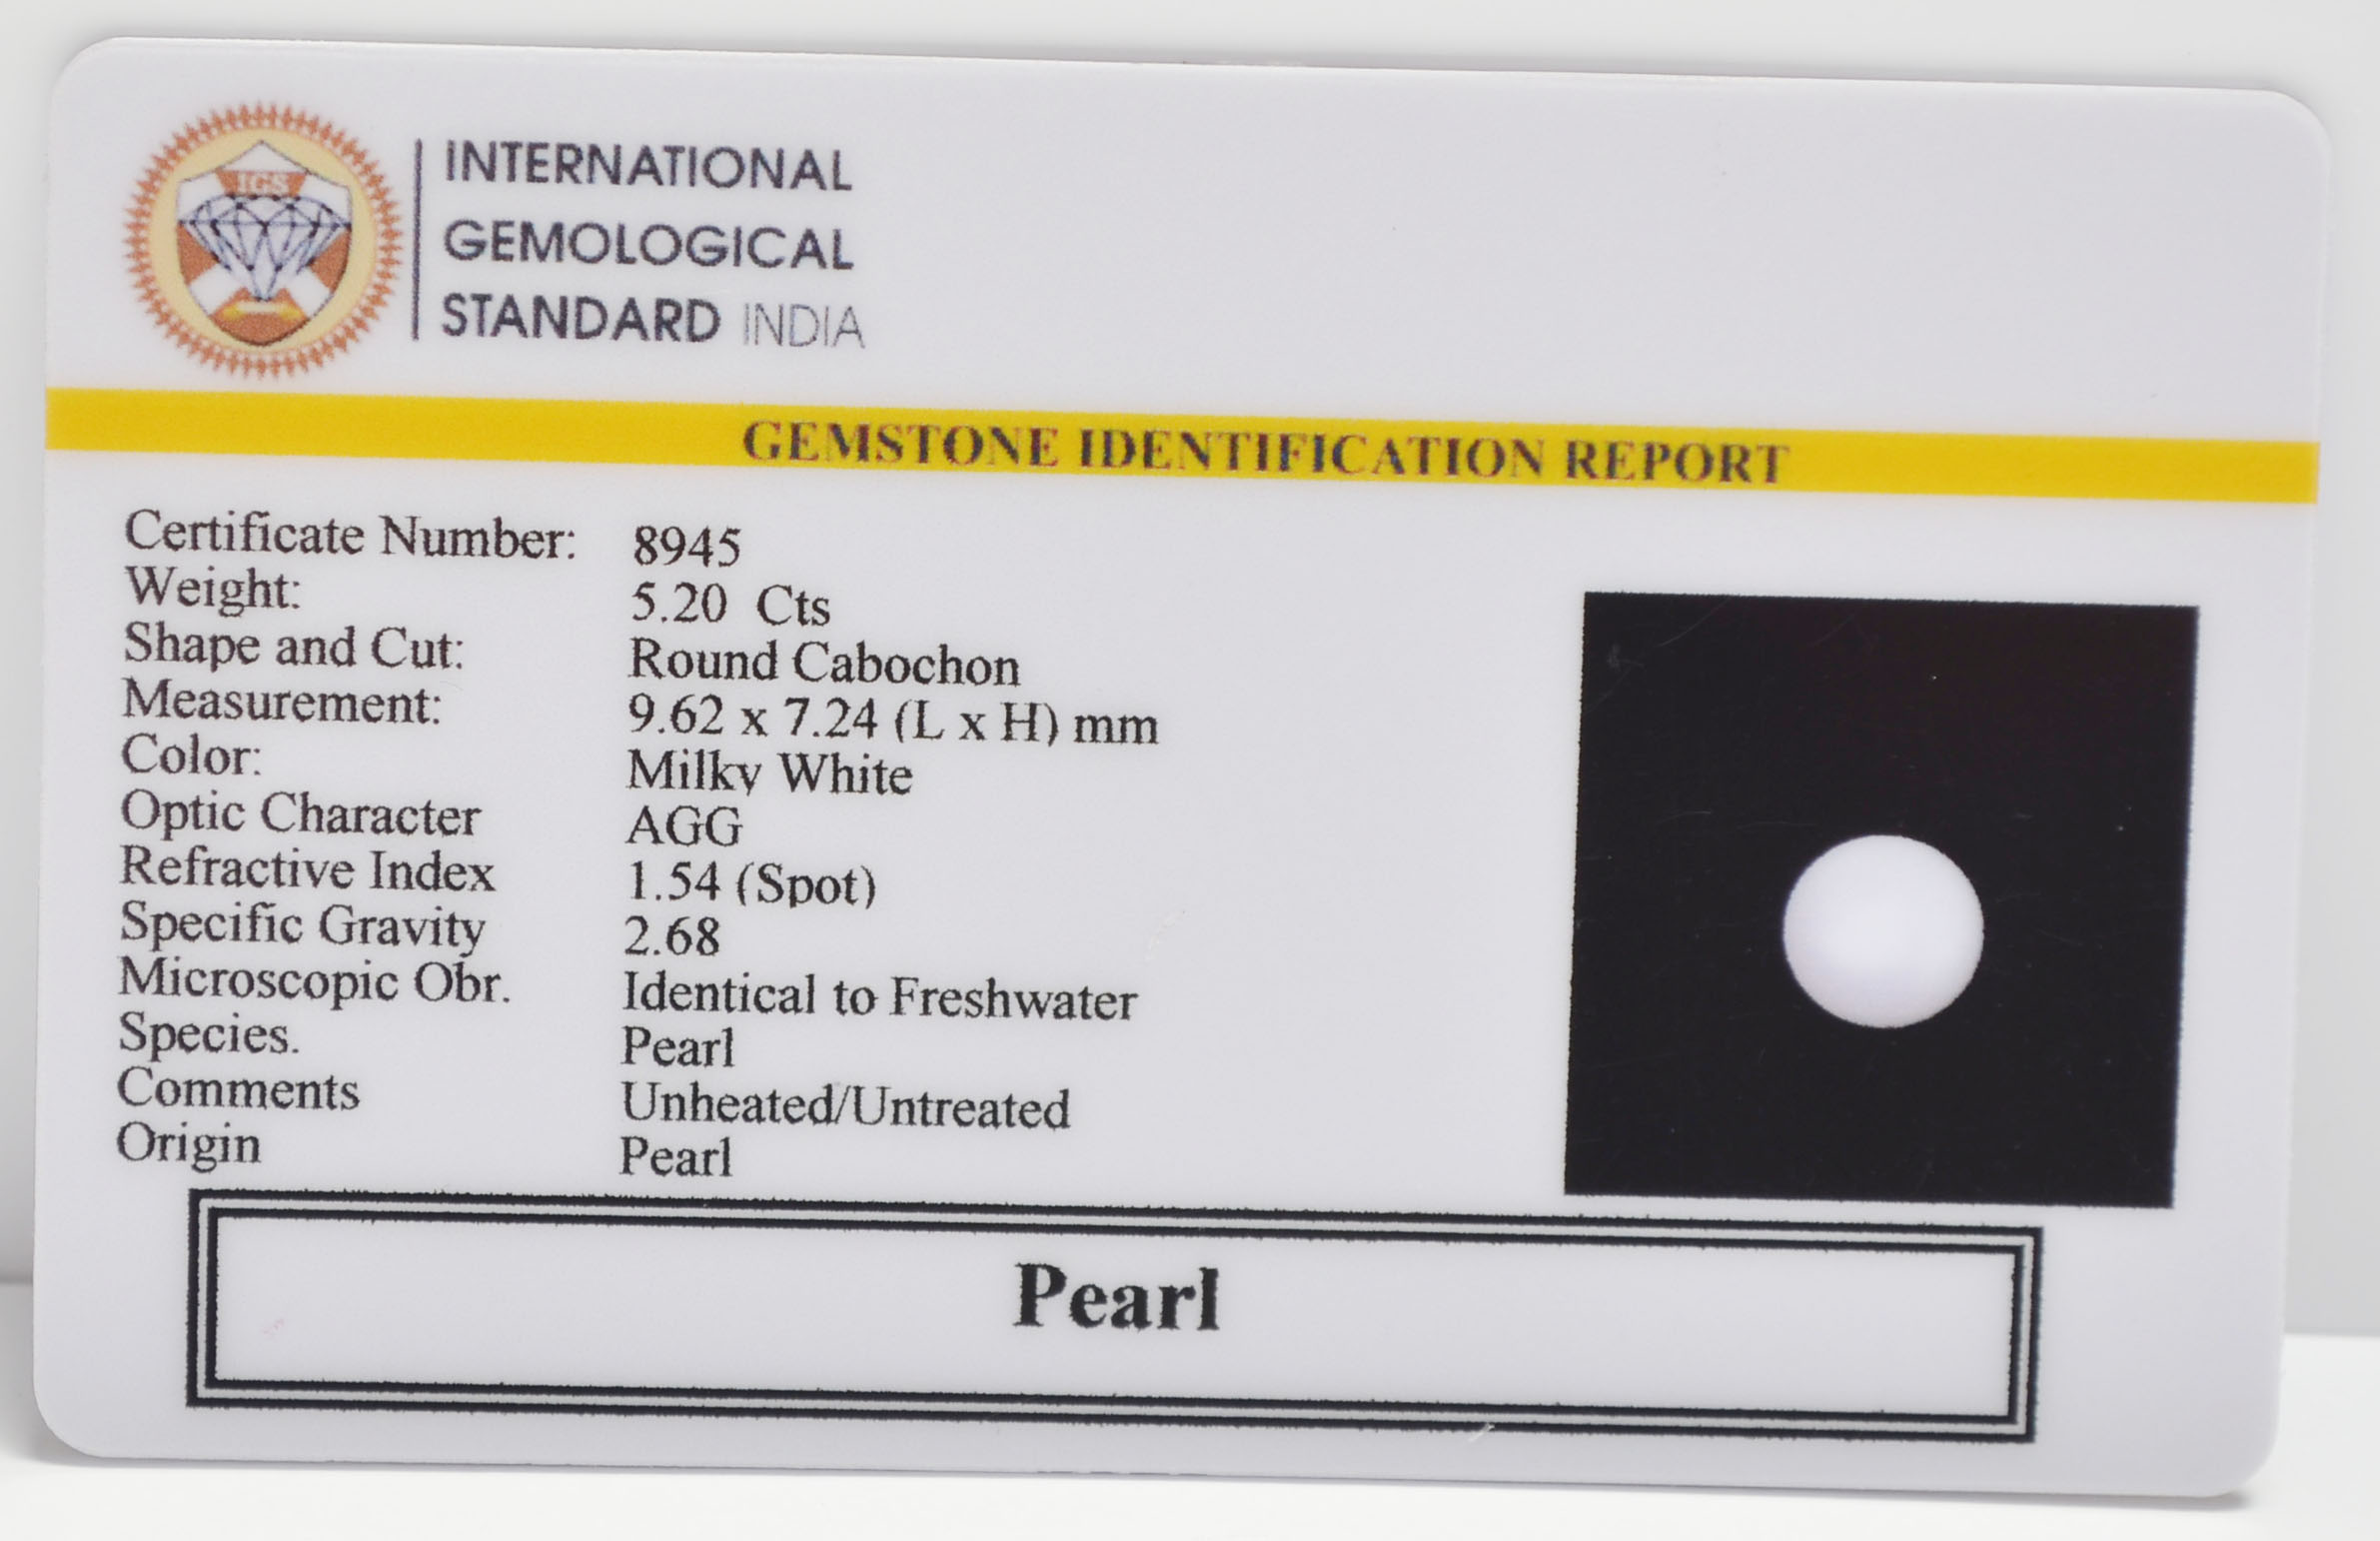 IGS
INTERNATIONAL
GEMOLOGICAL
STANDARD INDIA
GEMSTONE IDENTIFICATION REPORT
Certificate Number: 8945
Weight: 5.20 Cts
Shape and Cut: Round Cabochon
Measurement: 9.62 x 7.24 (L x H) mm
Color: Milky White
Optic Character AGG
Refractive Index 1.54 (Spot)
Specific Gravity 2.68
Microscopic Obr. Identical to Freshwater
Species. Pearl
Comments Unheated/Untreated
Origin Pearl
Pearl